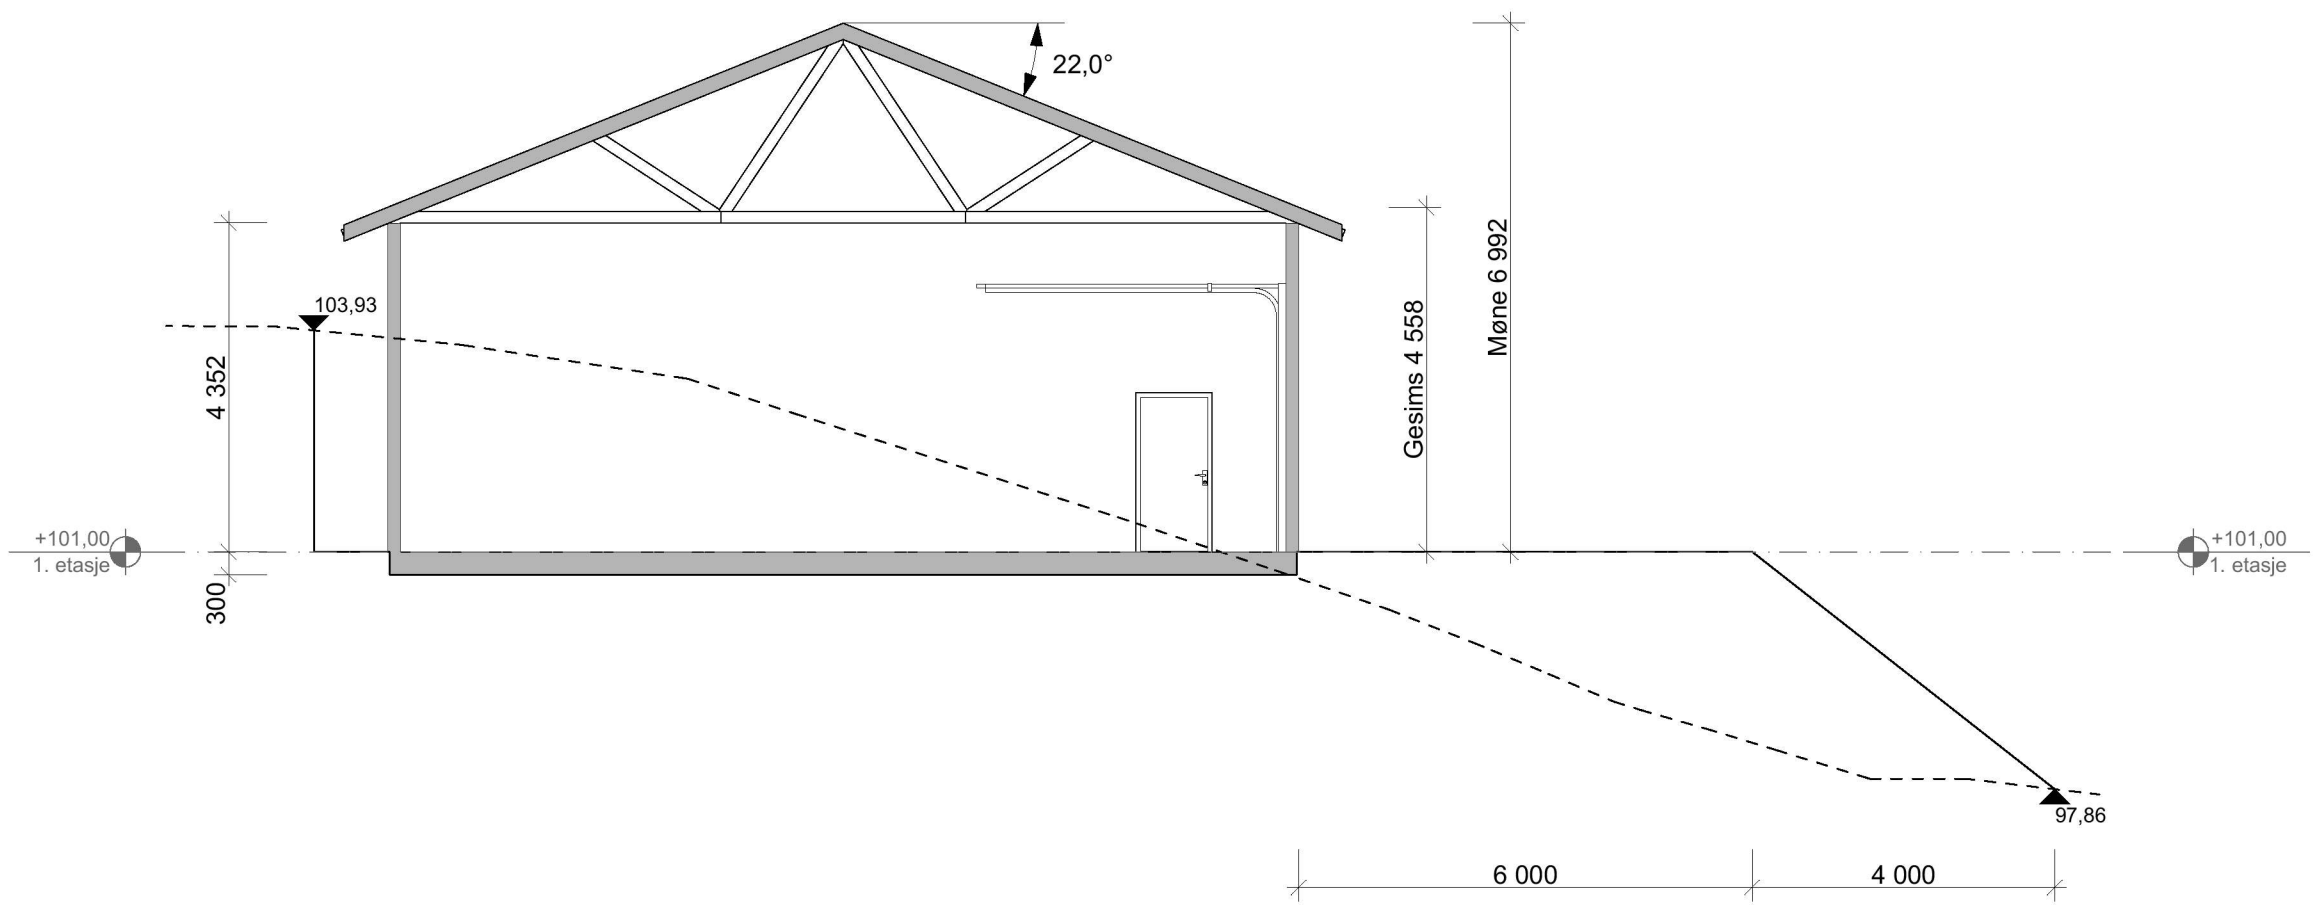 22,0°
Møne 6 992
103,93
4 352
Gesims 4 558
+101,00
1. etasje
+101,00
1. etasje
300
97,86
6 000
4 000